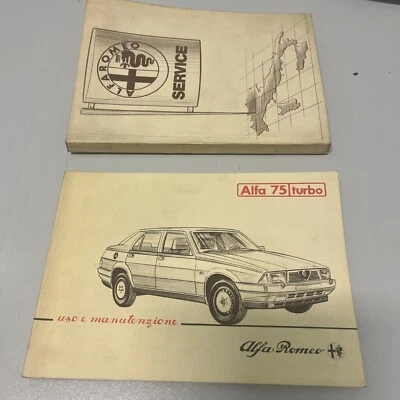 ALFA ROMEO
SERVICE
Alfa 75 turbo
uso e manutenzione
Alfa Romeo